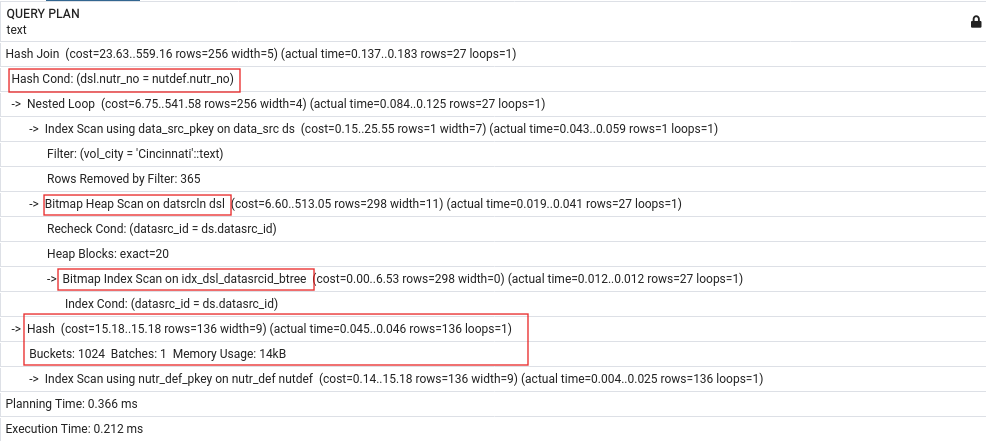 QUERY PLAN
text
Hash Join (cost=23.63..559.16 rows=256 width=5) (actual time=0.137..0.183 rows=27 loops=1)
Hash Cond: (dsl.nutr_no = nutdef.nutr_no)
-> Nested Loop (cost=6.75..541.58 rows=256 width=4) (actual time=0.084..0.125 rows=27 loops=1)
-> Index Scan using data_src_pkey on data_src ds (cost=0.15..25.55 rows=1 width=7) (actual time=0.043..0.059 rows=1 loops=1)
Filter: (vol_city = 'Cincinnati'::text)
Rows Removed by Filter: 365
-> Bitmap Heap Scan on datsrcln dsl (cost=6.60..513.05 rows=298 width=11) (actual time=0.019..0.041 rows=27 loops=1)
Recheck Cond: (datasrc_id = ds.datasrc_id)
Heap Blocks: exact=20
-> Bitmap Index Scan on idx_dsl_datasrcid_btree (cost=0.00..6.53 rows=298 width=0) (actual time=0.012..0.012 rows=27 loops=1)
Index Cond: (datasrc_id = ds.datasrc_id)
-> Hash (cost=15.18..15.18 rows=136 width=9) (actual time=0.045..0.046 rows=136 loops=1)
Buckets: 1024 Batches: 1 Memory Usage: 14kB
-> Index Scan using nutr_def_pkey on nutr_def nutdef (cost=0.14..15.18 rows=136 width=9) (actual time=0.004..0.025 rows=136 loops=1)
Planning Time: 0.366 ms
Execution Time: 0.212 ms